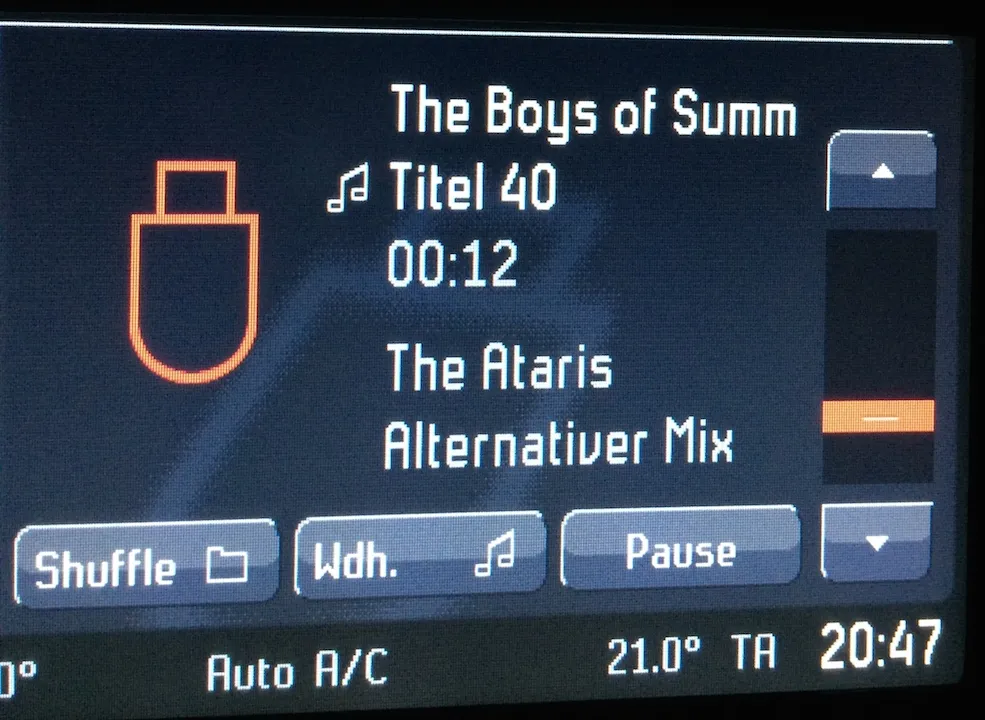 The Boys of Summ
Titel 40
00:12
The Ataris
Alternativer Mix
Shuffle
Wdh.
Pause
0°
Auto A/C
21.0°
TA
20:47